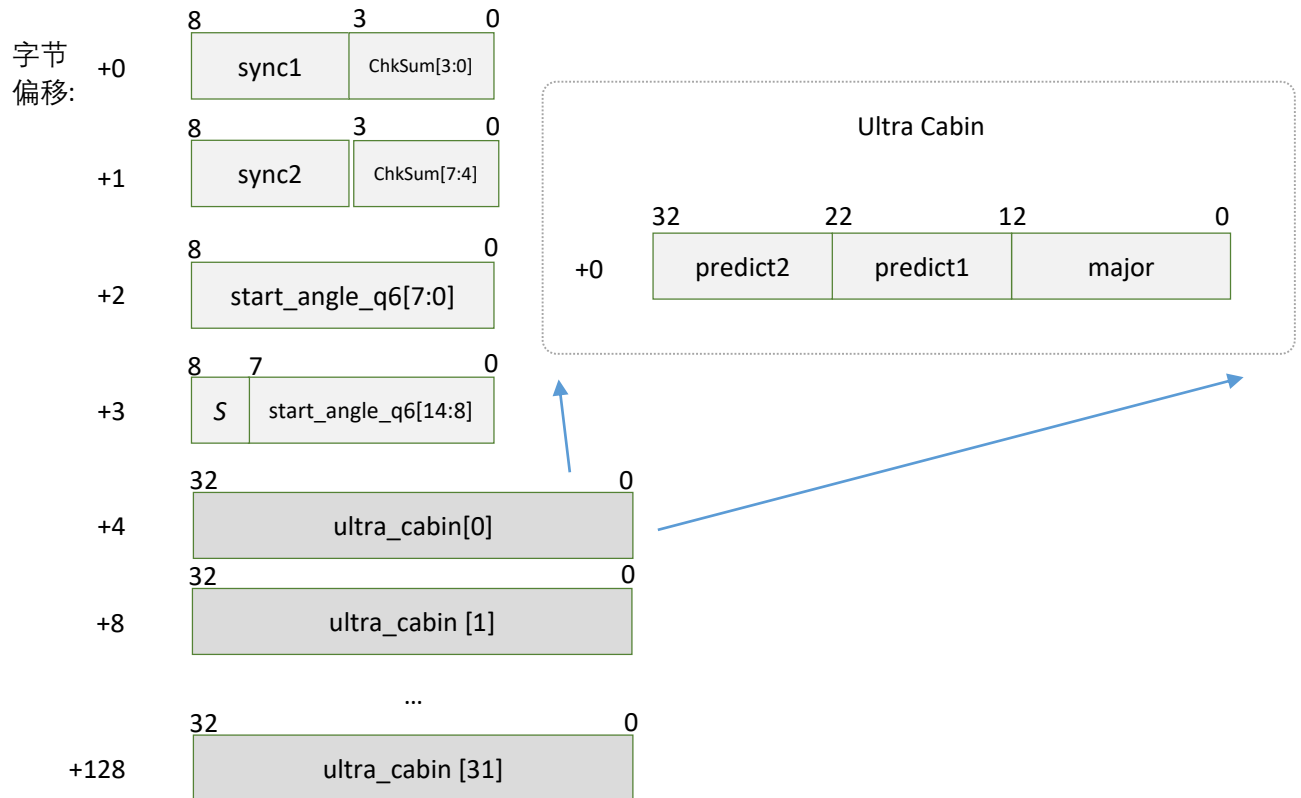 8 3 0
字节
偏移:
+0 sync1 ChkSum[3:0]
8 3 0
+1 sync2 ChkSum[7:4]
8 0
+2 start_angle_q6[7:0]
8 7 0
+3 S start_angle_q6[14:8]
32 0
+4 ultra_cabin[0]
32 0
+8 ultra_cabin [1]
...
32 0
+128 ultra_cabin [31]
Ultra Cabin
32 22 12 0
+0 predict2 predict1 major